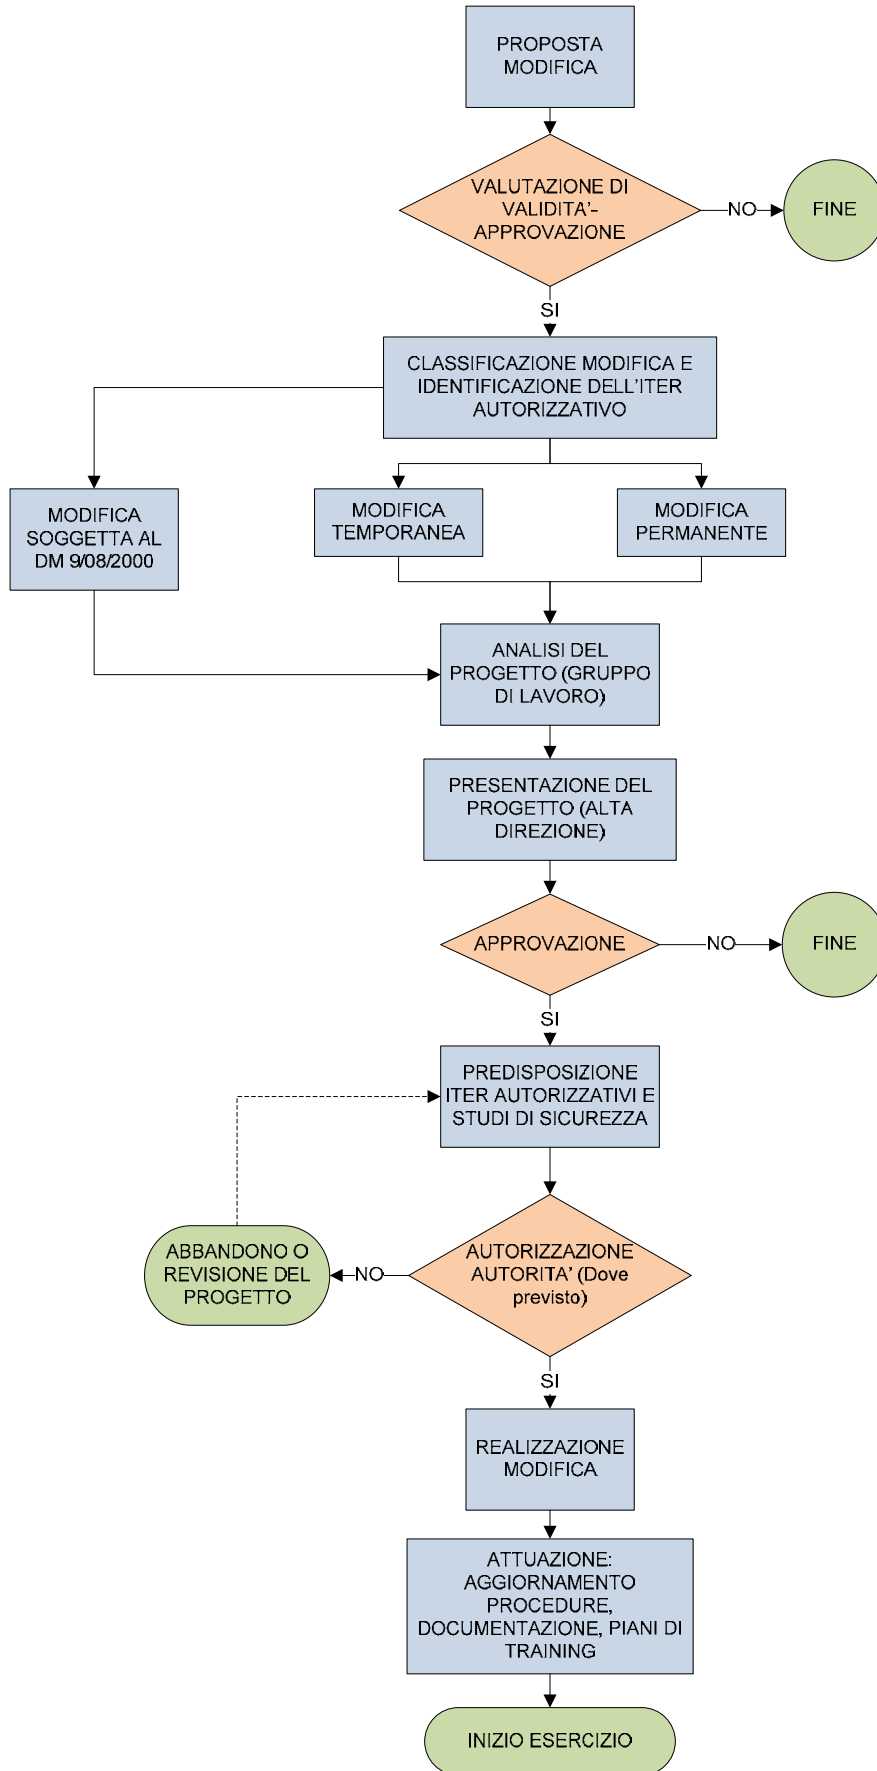 PROPOSTA
MODIFICA
VALUTAZIONE DI
VALIDITA'-
APPROVAZIONE
NO
FINE
SI
CLASSIFICAZIONE MODIFICA E
IDENTIFICAZIONE DELL'ITER
AUTORIZZATIVO
MODIFICA
SOGGETTA AL
DM 9/08/2000
MODIFICA
TEMPORANEA
MODIFICA
PERMANENTE
ANALISI DEL
PROGETTO (GRUPPO
DI LAVORO)
PRESENTAZIONE DEL
PROGETTO (ALTA
DIREZIONE)
APPROVAZIONE
NO
FINE
SI
PREDISPOSIZIONE
ITER AUTORIZZATIVI E
STUDI DI SICUREZZA
ABBANDONO O
REVISIONE DEL
PROGETTO
NO
AUTORIZZAZIONE
AUTORITA' (Dove
previsto)
SI
REALIZZAZIONE
MODIFICA
ATTUAZIONE:
AGGIORNAMENTO
PROCEDURE,
DOCUMENTAZIONE, PIANI DI
TRAINING
INIZIO ESERCIZIO